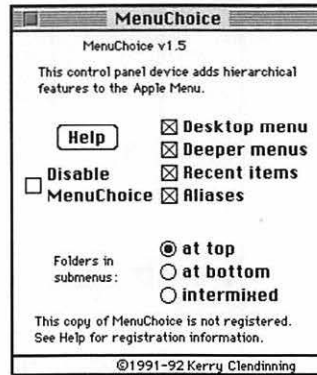 MenuChoice
MenuChoice v1.5
This control panel device adds hierarchical
features to the Apple Menu.
Help
Desktop menu
Deeper menus
Disable
MenuChoice
Recent items
Aliases
Folders in
submenus:
at top
at bottom
intermixed
This copy of MenuChoice is not registered.
See Help for registration information.
©1991-92 Kerry Clendinning